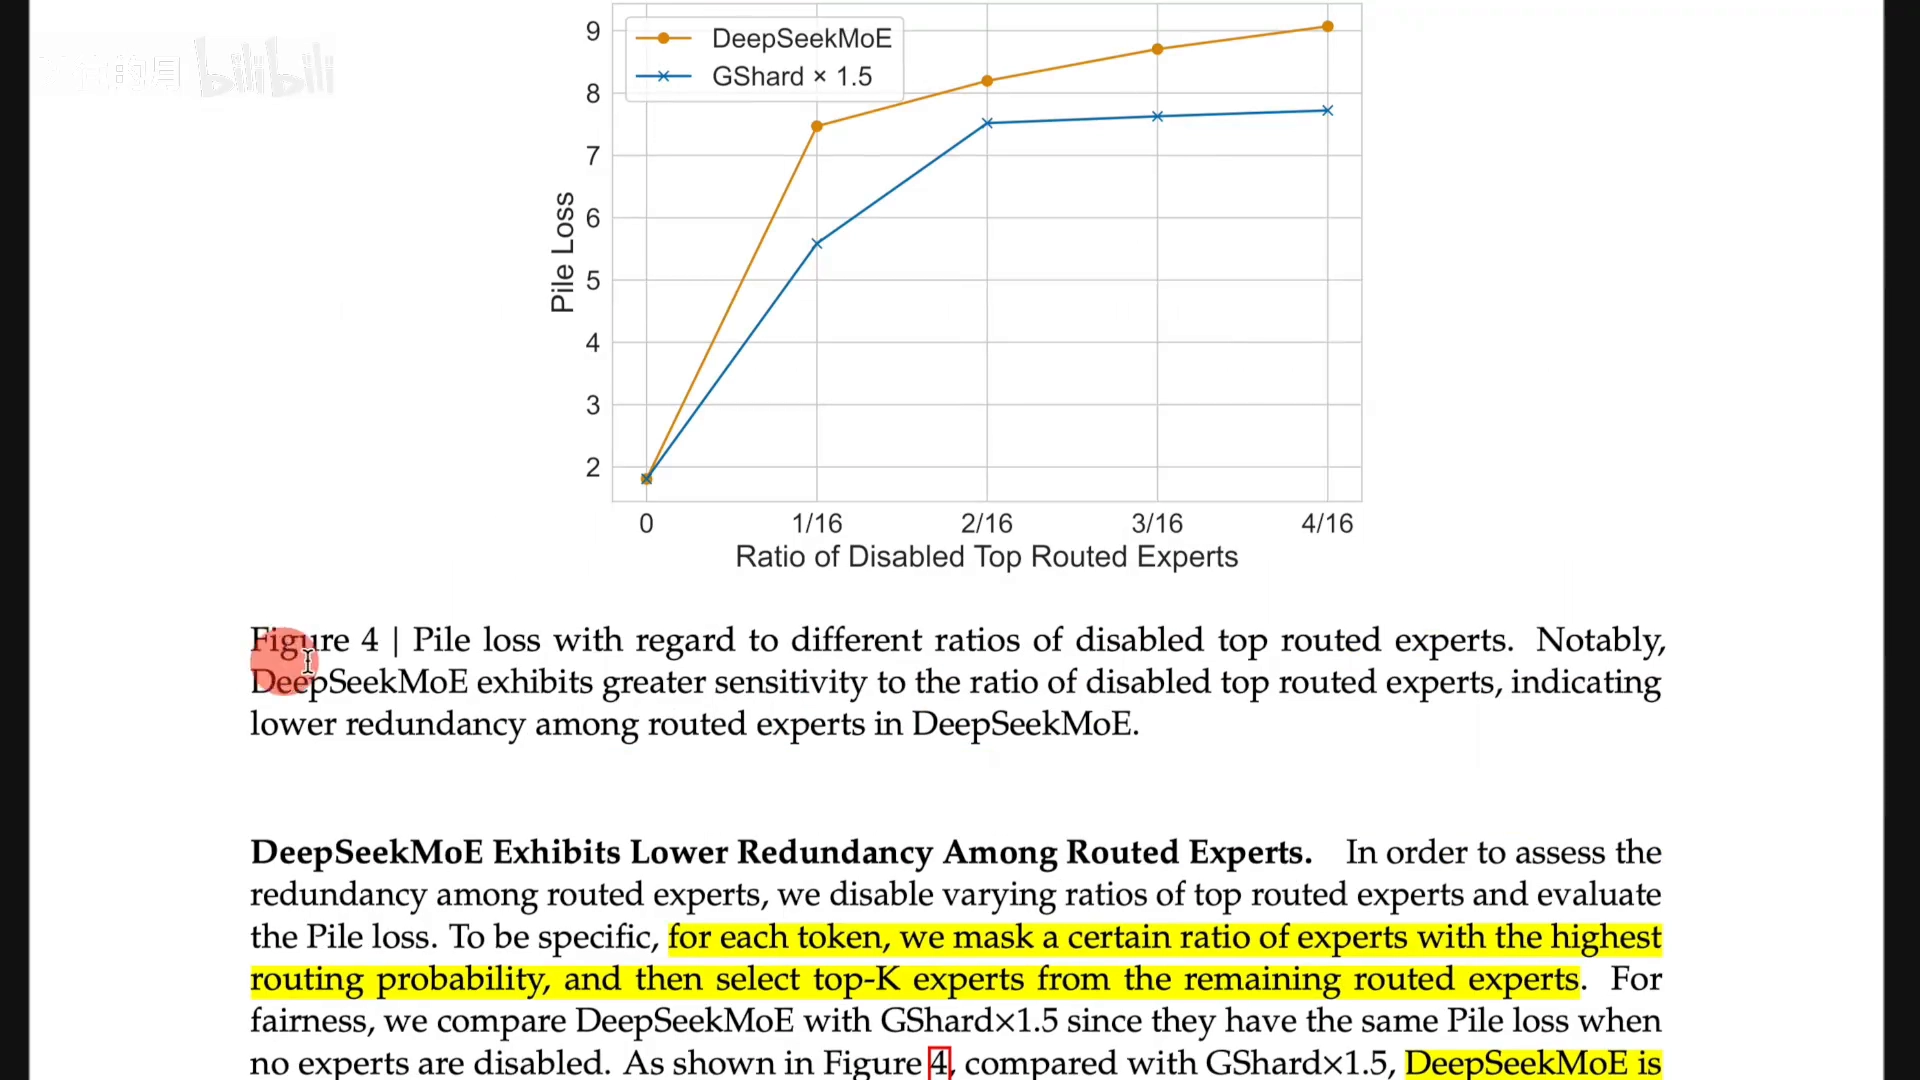 的月 bilibili
9
DeepSeekMoE
GShard × 1.5
8
7
6
5
4
3
2
Pile Loss
0 1/16 2/16 3/16 4/16
Ratio of Disabled Top Routed Experts
Figure 4 | Pile loss with regard to different ratios of disabled top routed experts. Notably,
DeepSeekMoE exhibits greater sensitivity to the ratio of disabled top routed experts, indicating
lower redundancy among routed experts in DeepSeekMoE.
DeepSeekMoE Exhibits Lower Redundancy Among Routed Experts. In order to assess the
redundancy among routed experts, we disable varying ratios of top routed experts and evaluate
the Pile loss. To be specific, for each token, we mask a certain ratio of experts with the highest
routing probability, and then select top-K experts from the remaining routed experts. For
fairness, we compare DeepSeekMoE with GShard×1.5 since they have the same Pile loss when
no experts are disabled. As shown in Figure 4, compared with GShard×1.5, DeepSeekMoE is